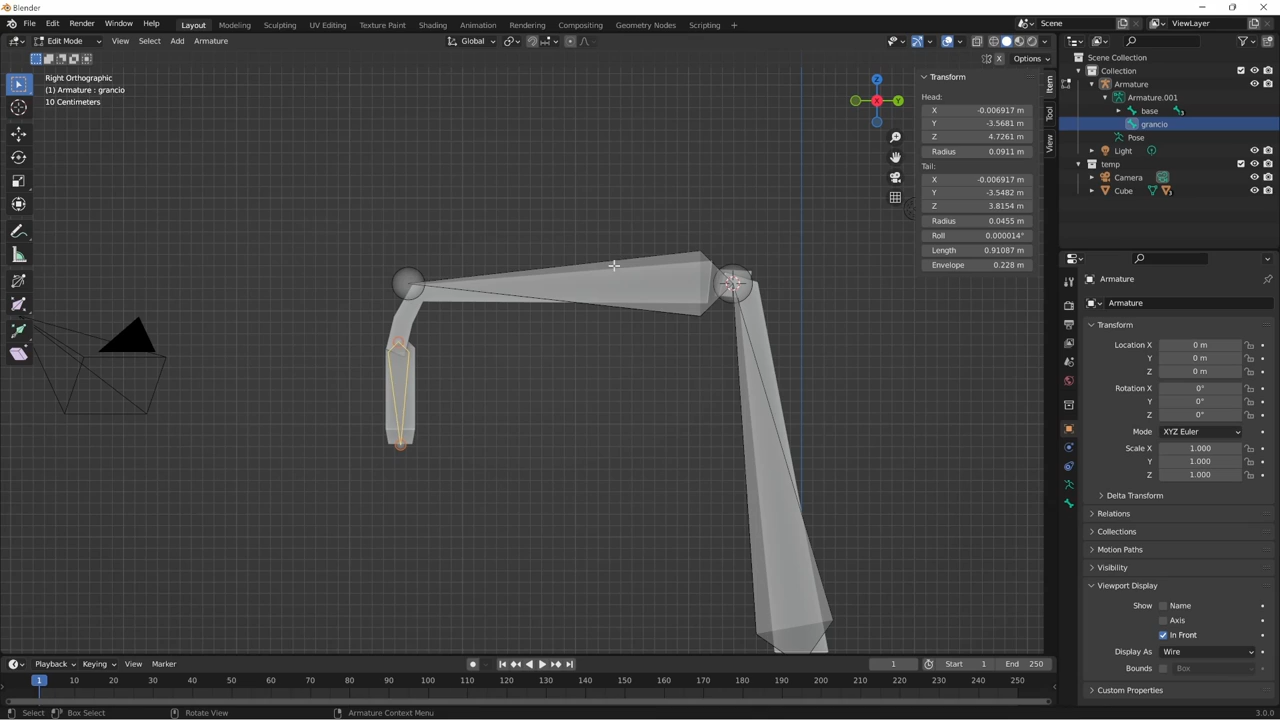 Blender
File Edit Render Window Help Layout Modeling Sculpting UV Editing Texture Paint Shading Animation Rendering Compositing Geometry Nodes Scripting + Scene ViewLayer
Edit Mode View Select Add Armature Global
X Options
Right Orthographic
(1) Armature : grancio
10 Centimeters
Z
Y
X
Transform
Head:
X -0.006917 m
Y -3.5681 m
Z 4.7261 m
Radius 0.0911 m
Tail:
X -0.006917 m
Y -3.5482 m
Z 3.8154 m
Radius 0.0455 m
Roll 0.000014°
Length 0.91087 m
Envelope 0.228 m
Item
Tool
View
Scene Collection
Collection
Armature
Armature.001
base
grancio
Pose
Light
temp
Camera
Cube
Armature
Armature
Transform
Location X 0 m
Y 0 m
Z 0 m
Rotation X 0°
Y 0°
Z 0°
Mode XYZ Euler
Scale X 1.000
Y 1.000
Z 1.000
Delta Transform
Relations
Collections
Motion Paths
Visibility
Viewport Display
Show Name
Axis
In Front
Display As Wire
Bounds Box
Custom Properties
Playback Keying View Marker 1 Start 1 End 250
1 10 20 30 40 50 60 70 80 90 100 110 120 130 140 150 160 170 180 190 200 210 220 230 240 250
Select Box Select Rotate View Armature Context Menu 3.0.0